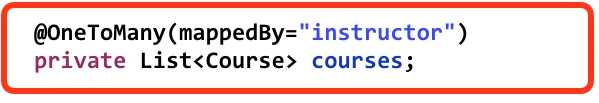 @OneToMany(mappedBy="instructor")
private List<Course> courses;